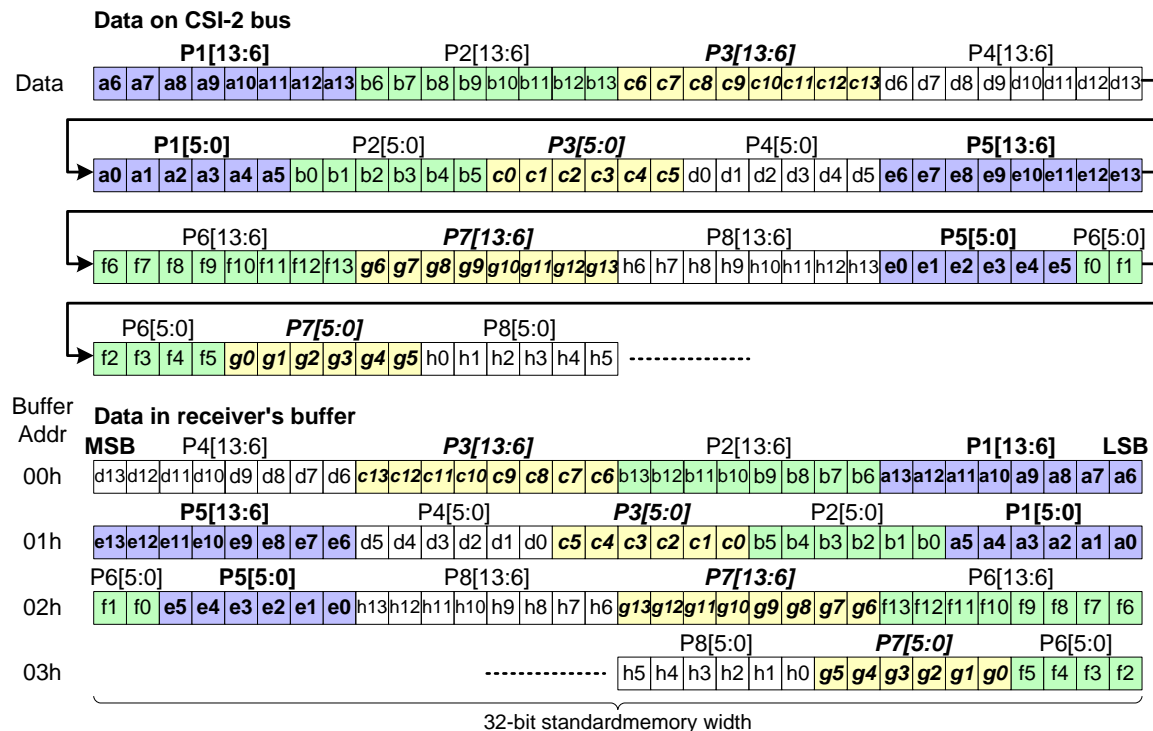 Data on CSI-2 bus
P1[13:6] P2[13:6] P3[13:6] P4[13:6]
Data a6 a7 a8 a9 a10 a11 a12 a13 b6 b7 b8 b9 b10 b11 b12 b13 c6 c7 c8 c9 c10 c11 c12 c13 d6 d7 d8 d9 d10 d11 d12 d13
P1[5:0] P2[5:0] P3[5:0] P4[5:0] P5[13:6]
a0 a1 a2 a3 a4 a5 b0 b1 b2 b3 b4 b5 c0 c1 c2 c3 c4 c5 d0 d1 d2 d3 d4 d5 e6 e7 e8 e9 e10 e11 e12 e13
P6[13:6] P7[13:6] P8[13:6] P5[5:0] P6[5:0]
f6 f7 f8 f9 f10 f11 f12 f13 g6 g7 g8 g9 g10 g11 g12 g13 h6 h7 h8 h9 h10 h11 h12 h13 e0 e1 e2 e3 e4 e5 f0 f1
P6[5:0] P7[5:0] P8[5:0]
f2 f3 f4 f5 g0 g1 g2 g3 g4 g5 h0 h1 h2 h3 h4 h5
Buffer Addr
Data in receiver's buffer
MSB P4[13:6] P3[13:6] P2[13:6] P1[13:6] LSB
00h d13 d12 d11 d10 d9 d8 d7 d6 c13 c12 c11 c10 c9 c8 c7 c6 b13 b12 b11 b10 b9 b8 b7 b6 a13 a12 a11 a10 a9 a8 a7 a6
P5[13:6] P4[5:0] P3[5:0] P2[5:0] P1[5:0]
01h e13 e12 e11 e10 e9 e8 e7 e6 d5 d4 d3 d2 d1 d0 c5 c4 c3 c2 c1 c0 b5 b4 b3 b2 b1 b0 a5 a4 a3 a2 a1 a0
P6[5:0] P5[5:0] P8[13:6] P7[13:6] P6[13:6]
02h f1 f0 e5 e4 e3 e2 e1 e0 h13 h12 h11 h10 h9 h8 h7 h6 g13 g12 g11 g10 g9 g8 g7 g6 f13 f12 f11 f10 f9 f8 f7 f6
P8[5:0] P7[5:0] P6[5:0]
03h h5 h4 h3 h2 h1 h0 g5 g4 g3 g2 g1 g0 f5 f4 f3 f2
32-bit standardmemory width